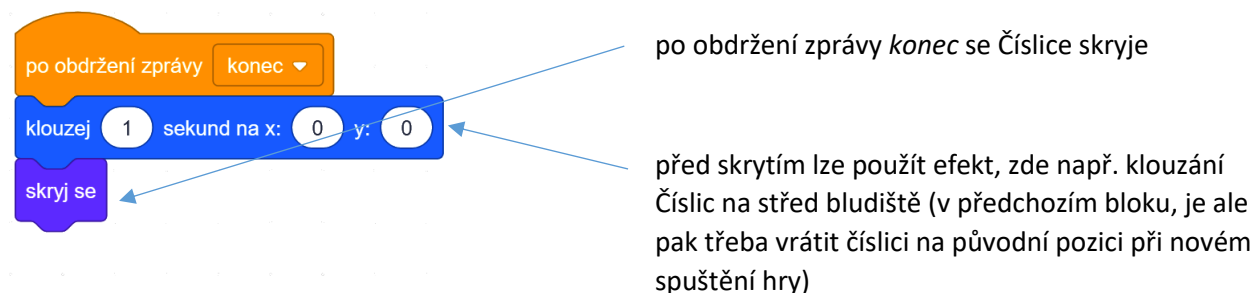 po obdržení zprávy konec
klouzej 1 sekund na x: 0 y: 0
skryj se
po obdržení zprávy konec se Číslice skryje
před skrytím lze použít efekt, zde např. klouzání
Číslic na střed bludiště (v předchozím bloku, je ale
pak třeba vrátit číslici na původní pozici při novém
spuštění hry)